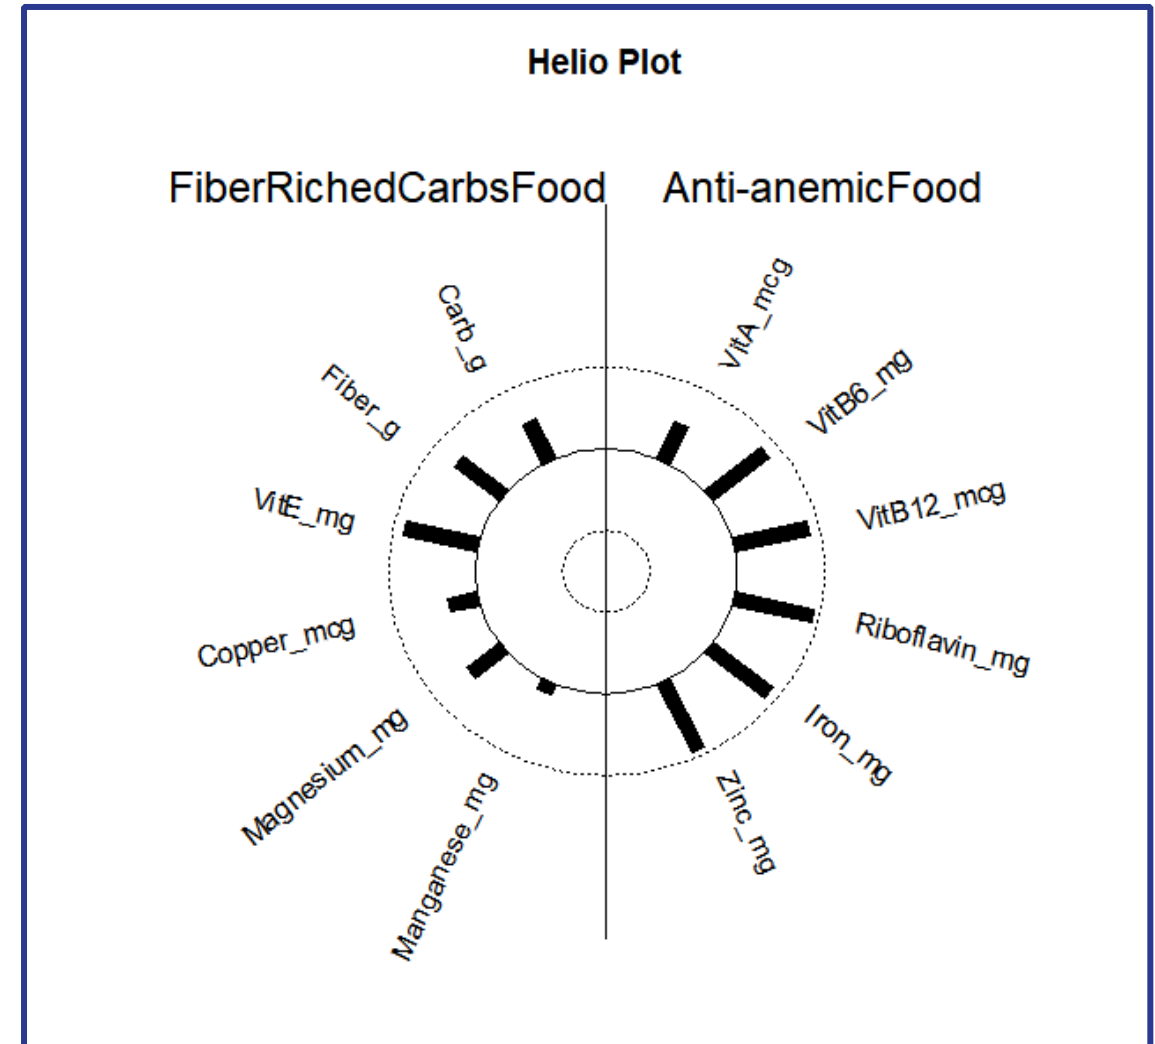 Helio Plot
FiberRichedCarbsFood
Anti-anemicFood
Carb_g
Fiber_g
VitE_mg
Copper_mcg
Magnesium_mg
Manganese_mg
VitA_mcg
VitB6_mg
VitB12_mcg
Riboflavin_mg
Iron_mg
Zinc_mg